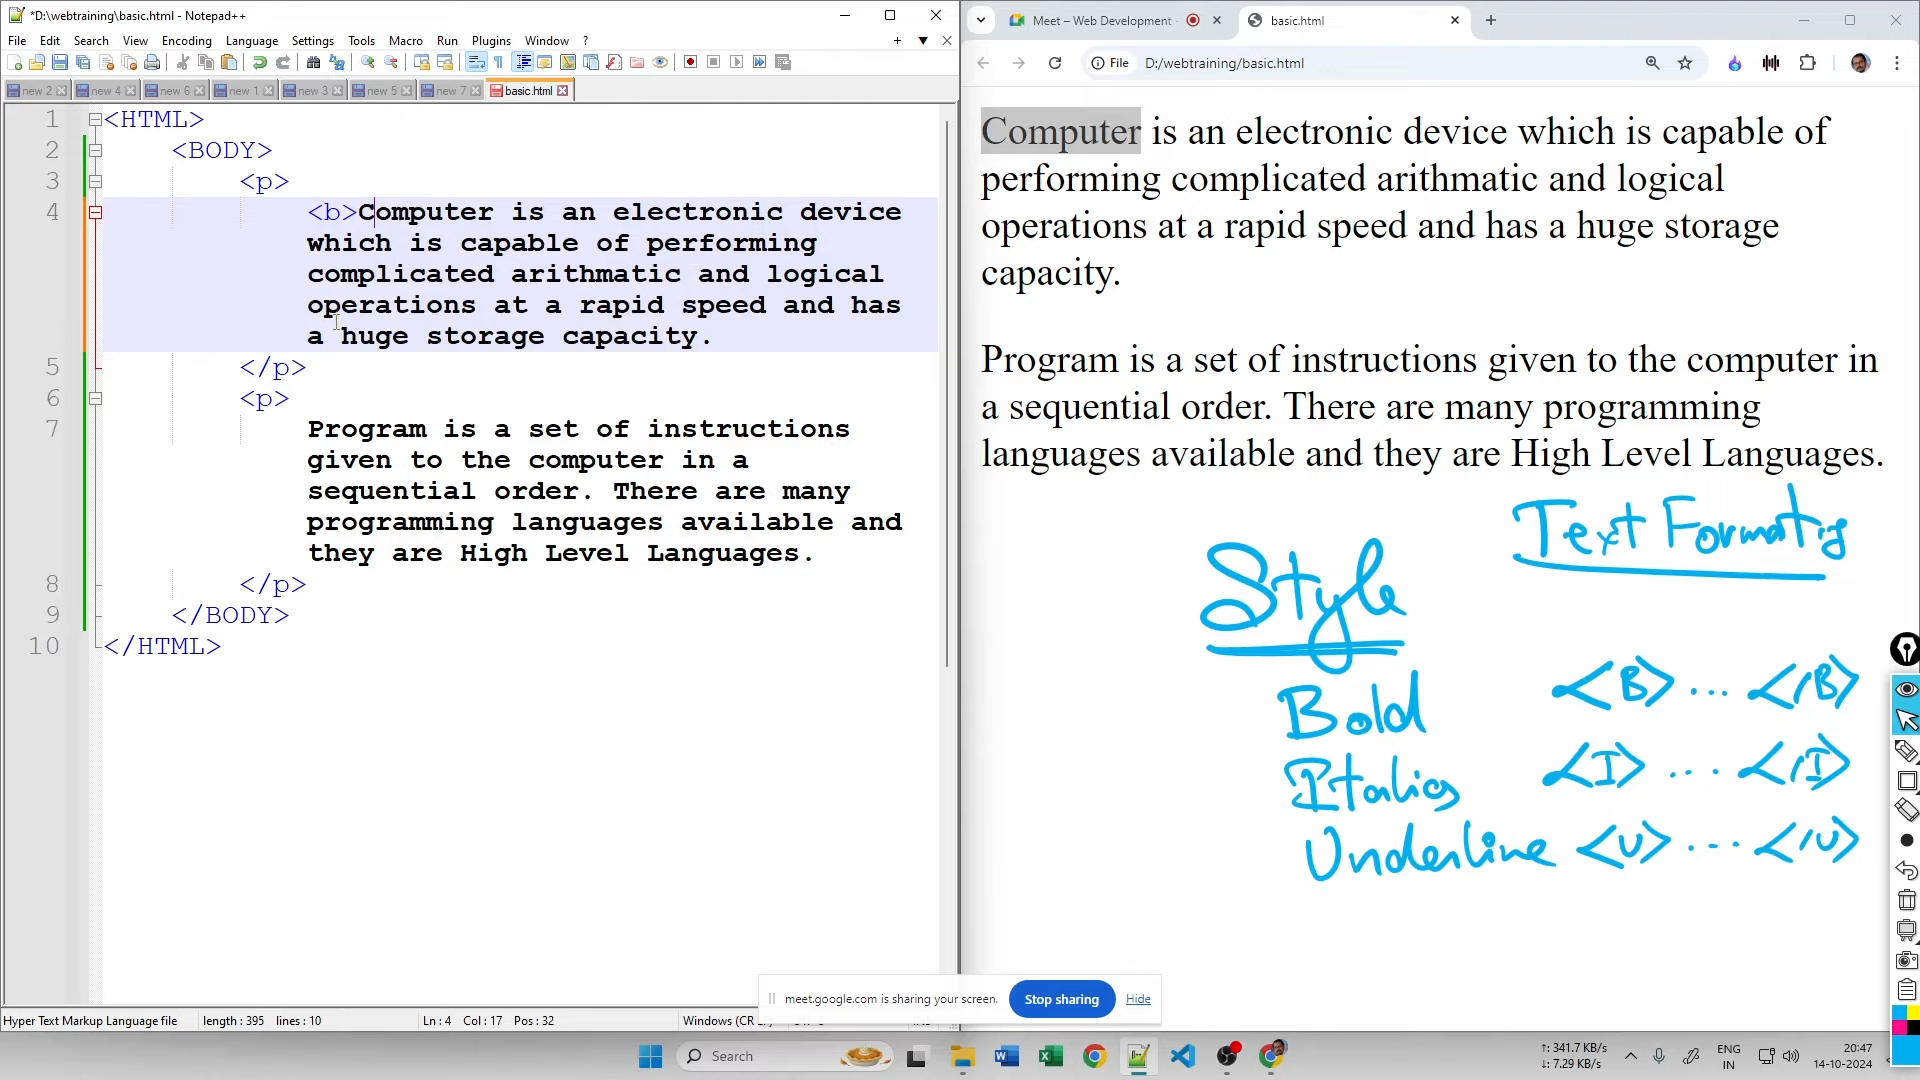 *D:\webtraining\basic.html - Notepad++
File Edit Search View Encoding Language Settings Tools Macro Run Plugins Window ?
new 2 new 4 new 6 new 1 new 3 new 5 new 7 basic.html
1 <HTML>
2 <BODY>
3 <p>
4 <b>Computer is an electronic device
which is capable of performing
complicated arithmatic and logical
operations at a rapid speed and has
a huge storage capacity.
5 </p>
6 <p>
7 Program is a set of instructions
given to the computer in a
sequential order. There are many
programming languages available and
they are High Level Languages.
8 </p>
9 </BODY>
10 </HTML>
Hyper Text Markup Language file length : 395 lines : 10 Ln : 4 Col : 17 Pos : 32 Windows (CR
Meet – Web Development basic.html
File D:/webtraining/basic.html
Computer is an electronic device which is capable of
performing complicated arithmatic and logical
operations at a rapid speed and has a huge storage
capacity.
Program is a set of instructions given to the computer in
a sequential order. There are many programming
languages available and they are High Level Languages.
Text Formatig
Style
Bold <B> ... </B>
Italics <I> ... </I>
Underline <U> ... </U>
meet.google.com is sharing your screen. Stop sharing Hide
Search
↑: 341.7 KB/s
↓: 7.29 KB/s
ENG
IN
20:47
14-10-2024